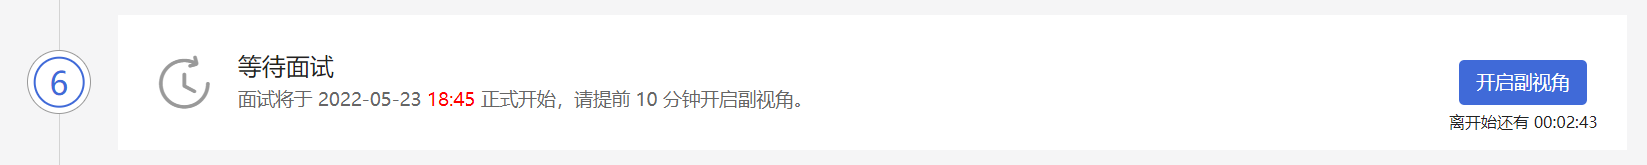 6
等待面试
面试将于 2022-05-23 18:45 正式开始，请提前 10 分钟开启副视角。
开启副视角
离开始还有 00:02:43